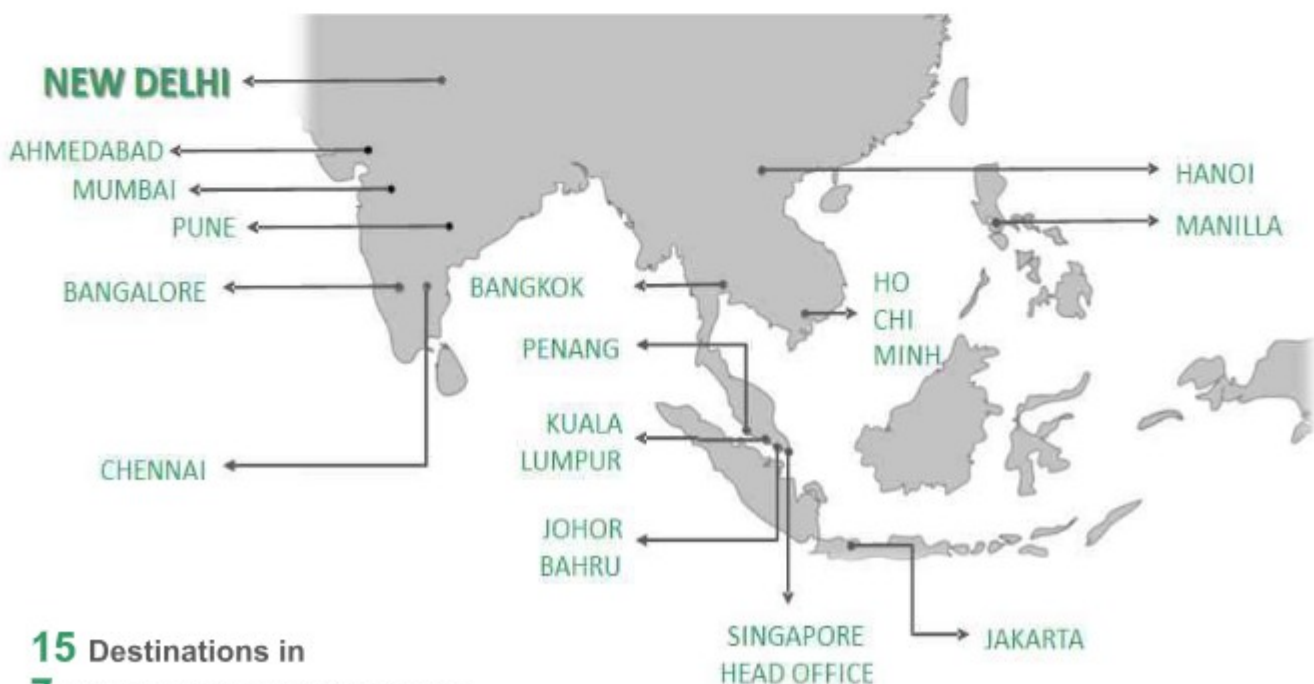 NEW DELHI
AHMEDABAD
MUMBAI
PUNE
BANGALORE
CHENNAI
BANGKOK
PENANG
KUALA
LUMPUR
JOHOR
BAHRU
SINGAPORE
HEAD OFFICE
JAKARTA
HO
CHI
MINH
HANOI
MANILLA
15 Destinations in